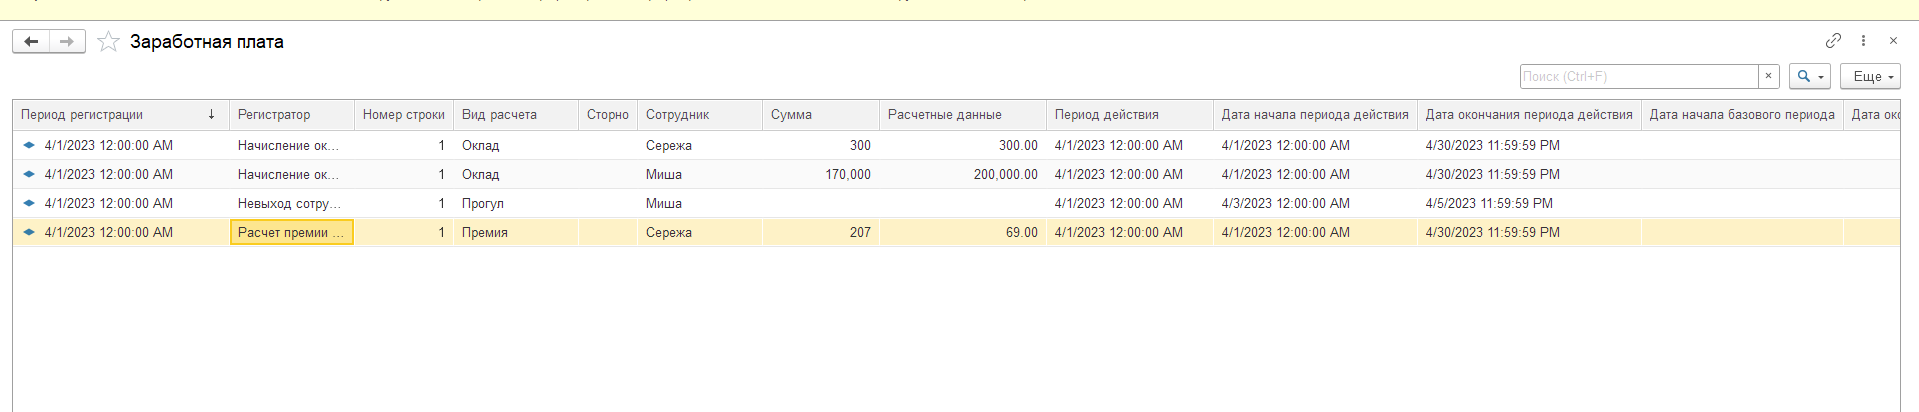 Заработная плата
Поиск (Ctrl+F) × Еще
Период регистрации ↓ Регистратор Номер строки Вид расчета Сторно Сотрудник Сумма Расчетные данные Период действия Дата начала периода действия Дата окончания периода действия Дата начала базового периода Дата око
4/1/2023 12:00:00 AM Начисление ок... 1 Оклад Сережа 300 300.00 4/1/2023 12:00:00 AM 4/1/2023 12:00:00 AM 4/30/2023 11:59:59 PM
4/1/2023 12:00:00 AM Начисление ок... 1 Оклад Миша 170,000 200,000.00 4/1/2023 12:00:00 AM 4/1/2023 12:00:00 AM 4/30/2023 11:59:59 PM
4/1/2023 12:00:00 AM Невыход сотру... 1 Прогул Миша 4/1/2023 12:00:00 AM 4/3/2023 12:00:00 AM 4/5/2023 11:59:59 PM
4/1/2023 12:00:00 AM Расчет премии ... 1 Премия Сережа 207 69.00 4/1/2023 12:00:00 AM 4/1/2023 12:00:00 AM 4/30/2023 11:59:59 PM